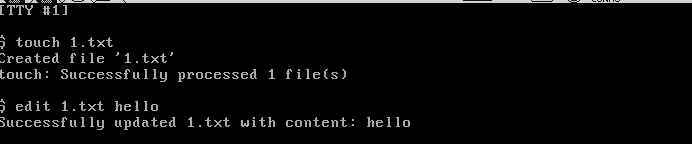 [TTY #1]
$ touch 1.txt
Created file '1.txt'
touch: Successfully processed 1 file(s)
$ edit 1.txt hello
Successfully updated 1.txt with content: hello